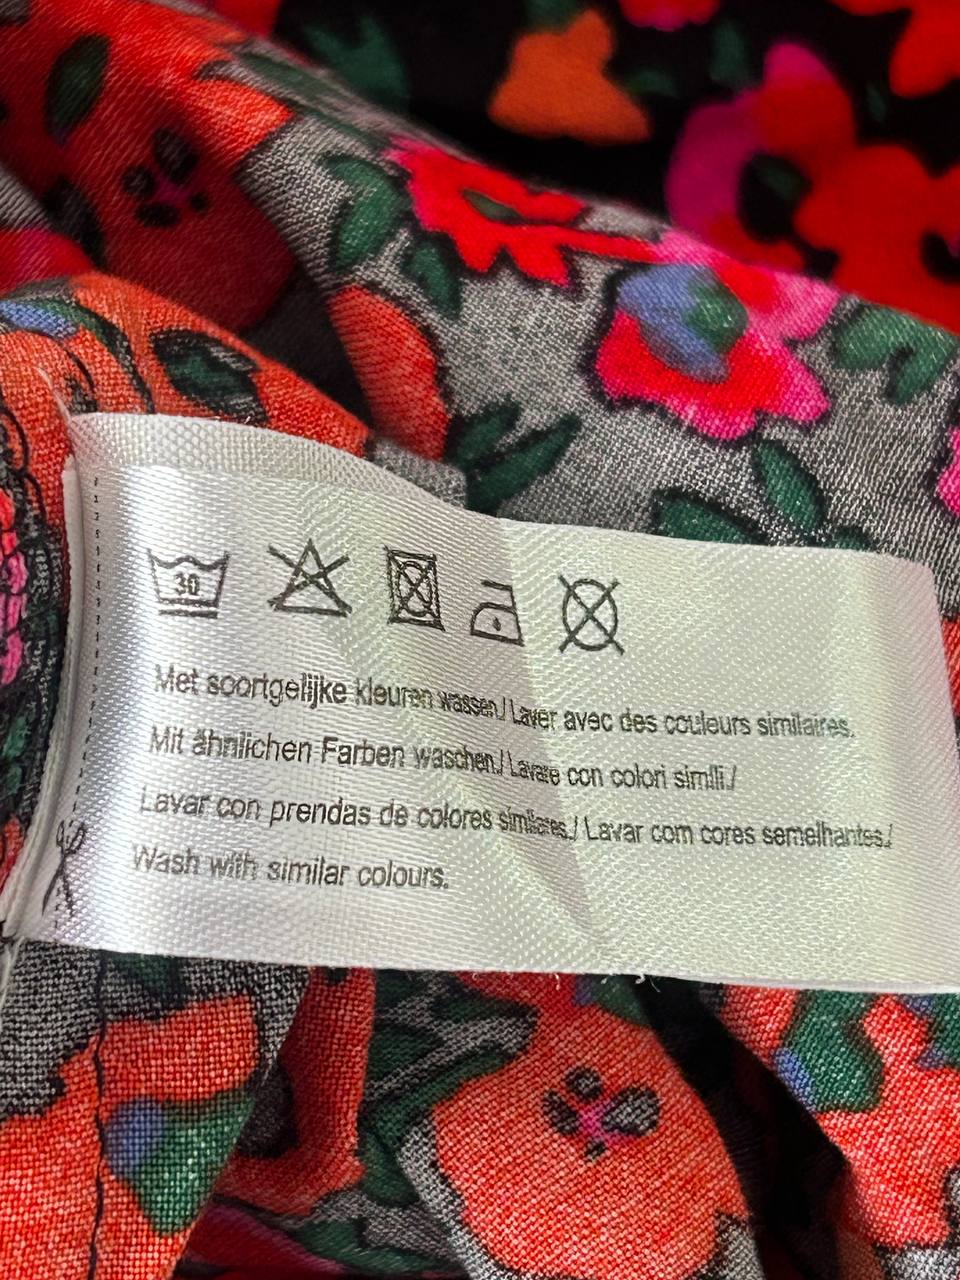 30
Met soortgelijke kleuren wassen./ Laver avec des couleurs similaires.
Mit ähnlichen Farben waschen./ Lavare con colori simili./
Lavar con prendas de colores similares./ Lavar com cores semelhantes./
Wash with similar colours.